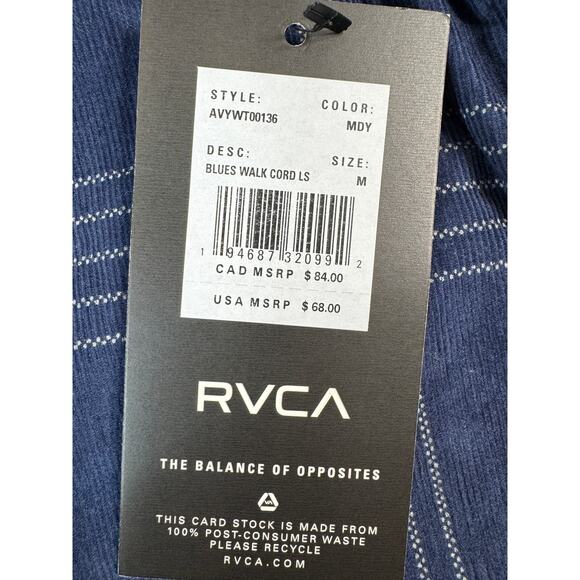 STYLE: COLOR:
AVYWT00136 MDY
DESC: SIZE:
BLUES WALK CORD LS M
1 94687 32099 2
CAD MSRP $ 84.00
USA MSRP $ 68.00
RVCA
THE BALANCE OF OPPOSITES
THIS CARD STOCK IS MADE FROM
100% POST-CONSUMER WASTE
PLEASE RECYCLE
RVCA.COM